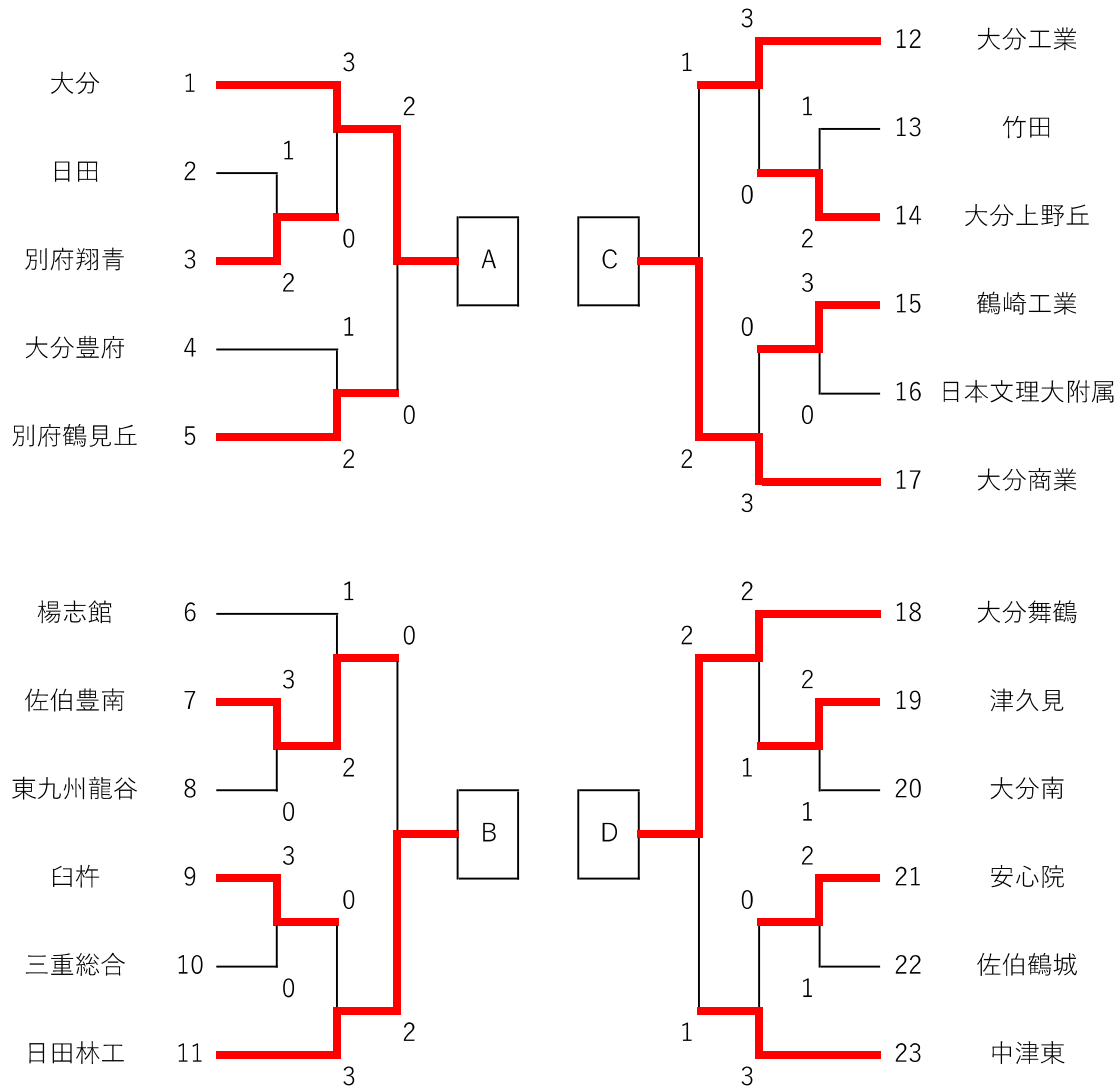 3
大分工業 12
1
3
大分 1
2
1
竹田 13
1
日田 2
0
大分上野丘 14
0
2
別府翔青 3
A
C
2
3
鶴崎工業 15
1
0
大分豊府 4
日本文理大附属 16
0
0
別府鶴見丘 5
2
2
大分商業 17
3
1
2
楊志館 6
大分舞鶴 18
0
2
3
2
佐伯豊南 7
津久見 19
2
1
東九州龍谷 8
大分南 20
0
1
B
D
3
2
臼杵 9
安心院 21
0
0
三重総合 10
佐伯鶴城 22
0
1
2
1
日田林工 11
中津東 23
3
3